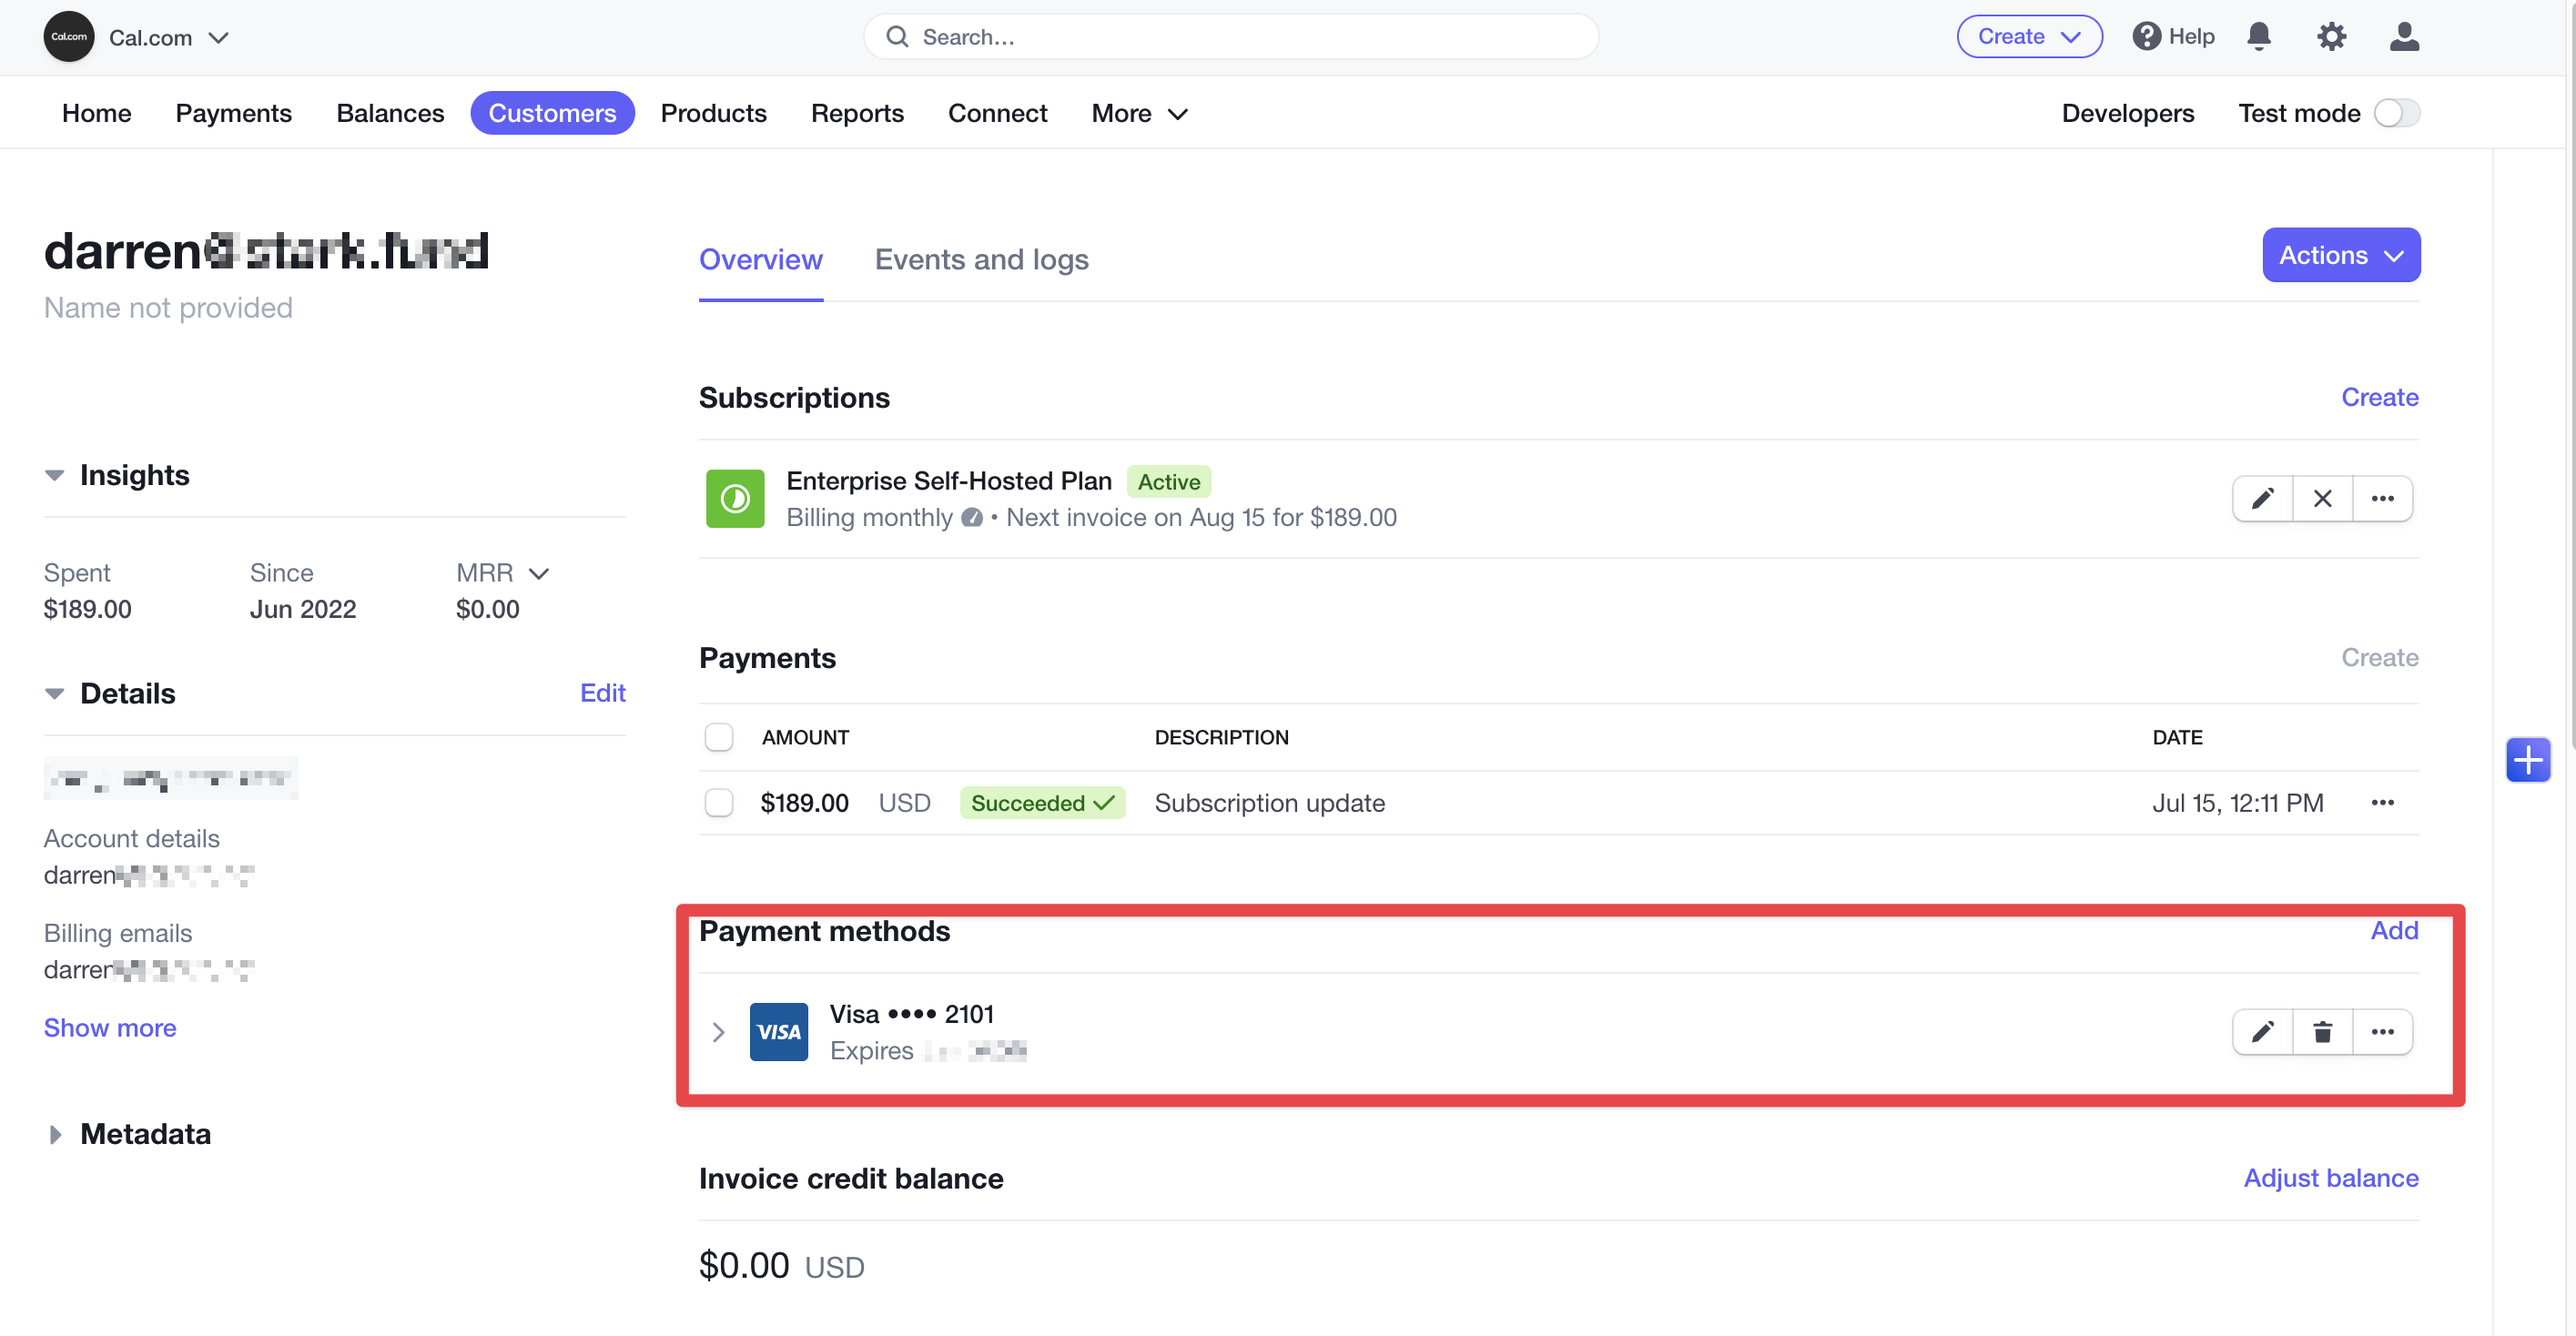 Cal.com Cal.com Search... Create Help
Home Payments Balances Customers Products Reports Connect More Developers Test mode
darren
Name not provided
Overview Events and logs Actions
Subscriptions Create
Enterprise Self-Hosted Plan Active
Billing monthly • Next invoice on Aug 15 for $189.00
Insights
Spent Since MRR
$189.00 Jun 2022 $0.00
Details Edit
Account details
darren
Billing emails
darren
Show more
Metadata
Payments Create
AMOUNT DESCRIPTION DATE
$189.00 USD Succeeded Subscription update Jul 15, 12:11 PM
Payment methods Add
VISA Visa •••• 2101
Expires
Invoice credit balance Adjust balance
$0.00 USD